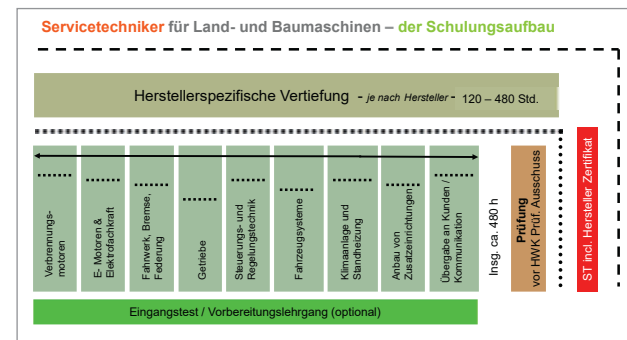 Servicetechniker für Land- und Baumaschinen – der Schulungsaufbau
Herstellerspezifische Vertiefung - je nach Hersteller - 120 – 480 Std.
Verbrennungs-
motoren
E- Motoren &
Elektrofachkraft
Fahrwerk, Bremse,
Federung
Getriebe
Steuerungs- und
Regelungstechnik
Fahrzeugsysteme
Klimaanlage und
Standheizung
Anbau von
Zusatzeinrichtungen
Übergabe an Kunden /
Kommunikation
Insg. ca. 480 h
Prüfung
vor HWK Prüf. Ausschuss
ST incl. Hersteller Zertifikat
Eingangstest / Vorbereitungslehrgang (optional)